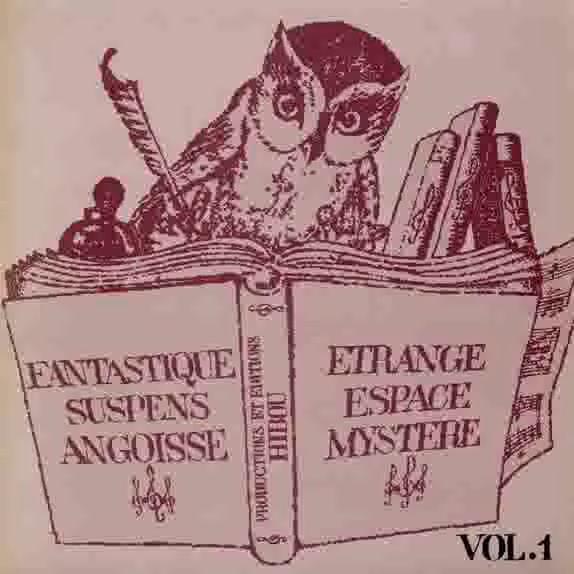 FANTASTIQUE
SUSPENS
ANGOISSE
PRODUCTIONS ET EDITIONS
HIBOU
ETRANGE
ESPACE
MYSTERE
VOL.1